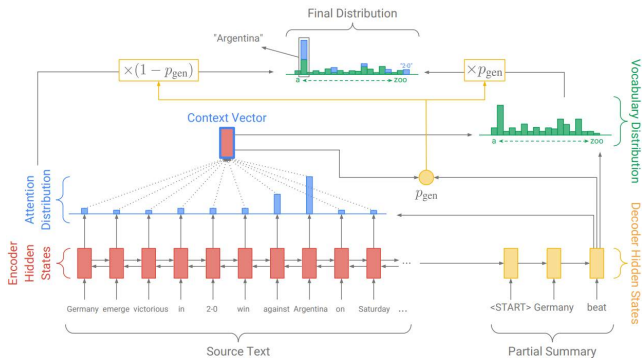 Final Distribution
"Argentina"
×(1 − p_gen)
"2-0"
×p_gen
a
zoo
Context Vector
a
zoo
Vocabulary Distribution
Attention
Distribution
p_gen
Encoder
Hidden
States
Decoder Hidden States
...
Germany emerge victorious in 2-0 win against Argentina on Saturday ...
<START> Germany beat
Source Text
Partial Summary